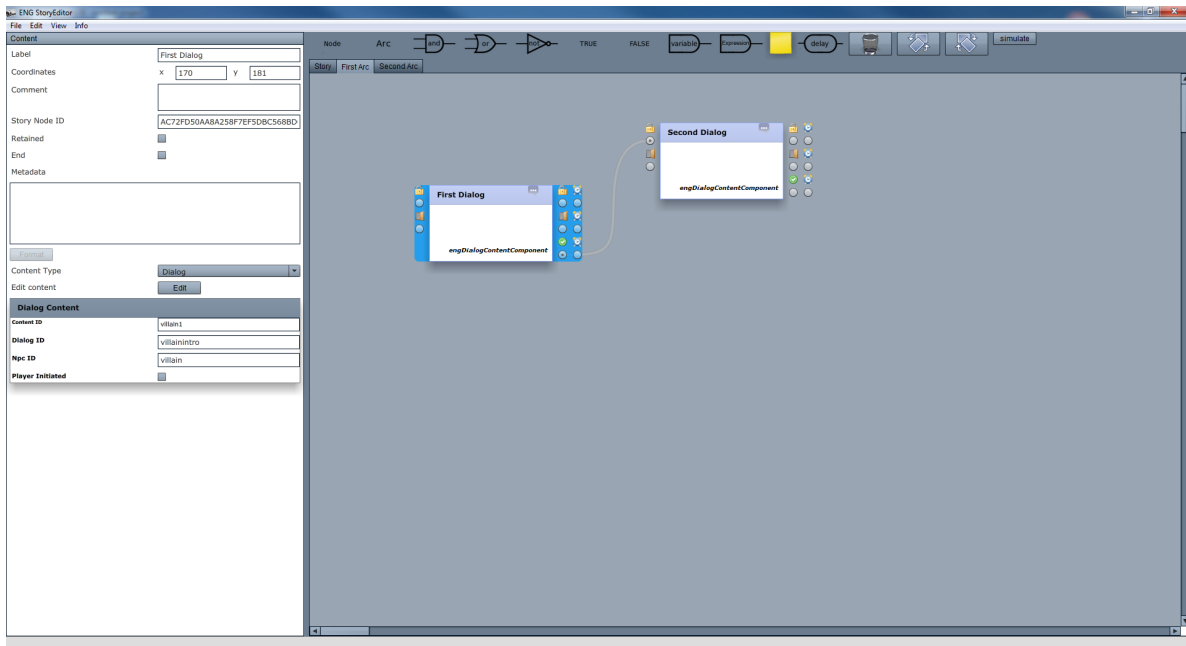 ENG StoryEditor
File Edit View Info
Content
Label First Dialog
Coordinates x 170 y 181
Comment
Story Node ID AC72FD50AA8A258F7EF5DBC568BD
Retained
End
Metadata
Format
Content Type Dialog
Edit content Edit
Dialog Content
Content ID villain1
Dialog ID villainintro
Npc ID villain
Player Initiated
Node Arc and or not TRUE FALSE variable Expression delay simulate
Story First Arc Second Arc
Second Dialog
engDialogContentComponent
First Dialog
engDialogContentComponent